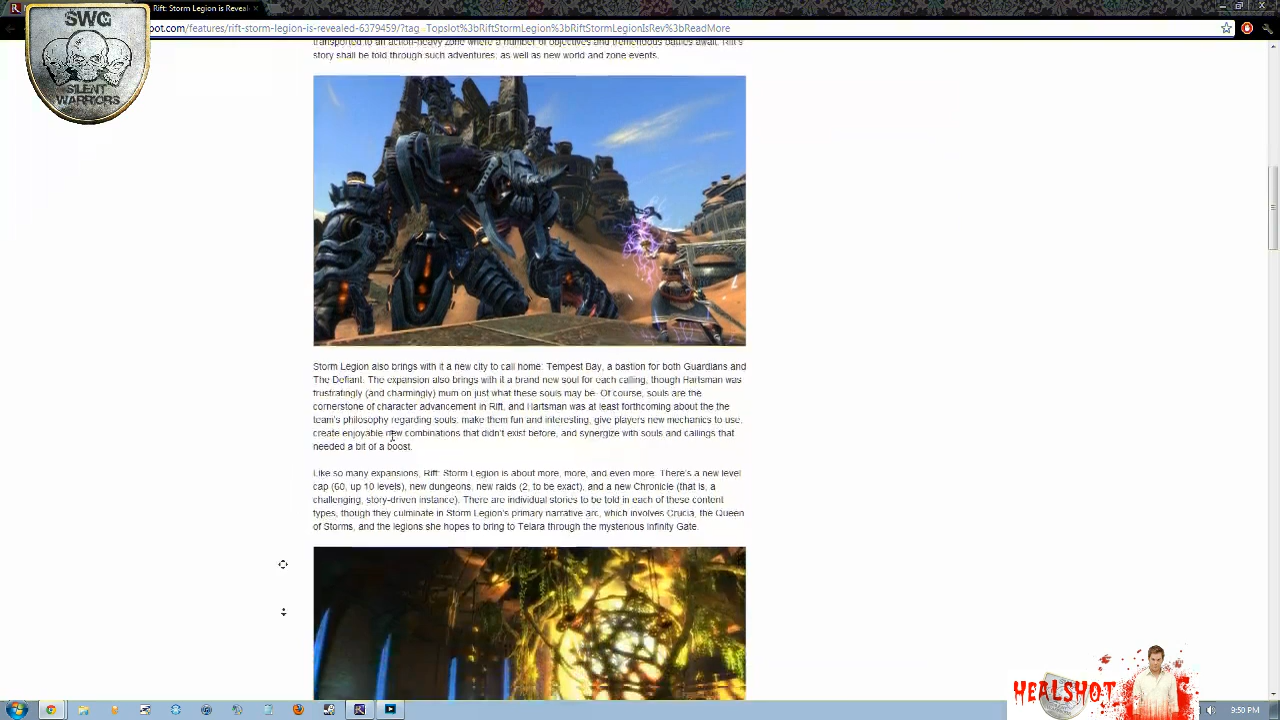 SWG
SILENT
WARRIORS
Rift: Storm Legion is Reveal
pot.com/features/rift-storm-legion-is-revealed-6379459/?tag=Topslot%3bRiftStormLegion%3bRiftStormLegionIsRev%3bReadMore
transported to an action-heavy zone where a number of objectives and tremendous battles await. Rift's
story shall be told through such adventures, as well as new world and zone events.
Storm Legion also brings with it a new city to call home: Tempest Bay, a bastion for both Guardians and
The Defiant. The expansion also brings with it a brand new soul for each calling, though Hartsman was
frustratingly (and charmingly) mum on just what these souls may be. Of course, souls are the
cornerstone of character advancement in Rift, and Hartsman was at least forthcoming about the the
team's philosophy regarding souls: make them fun and interesting, give players new mechanics to use,
create enjoyable new combinations that didn't exist before, and synergize with souls and callings that
needed a bit of a boost.
Like so many expansions, Rift: Storm Legion is about more, more, and even more. There's a new level
cap (60, up 10 levels), new dungeons, new raids (2, to be exact), and a new Chronicle (that is, a
challenging, story-driven instance). There are individual stories to be told in each of these content
types, though they culminate in Storm Legion's primary narrative arc, which involves Crucia, the Queen
of Storms, and the legions she hopes to bring to Telara through the mysterious Infinity Gate.
HEALSHOT
9:50 PM